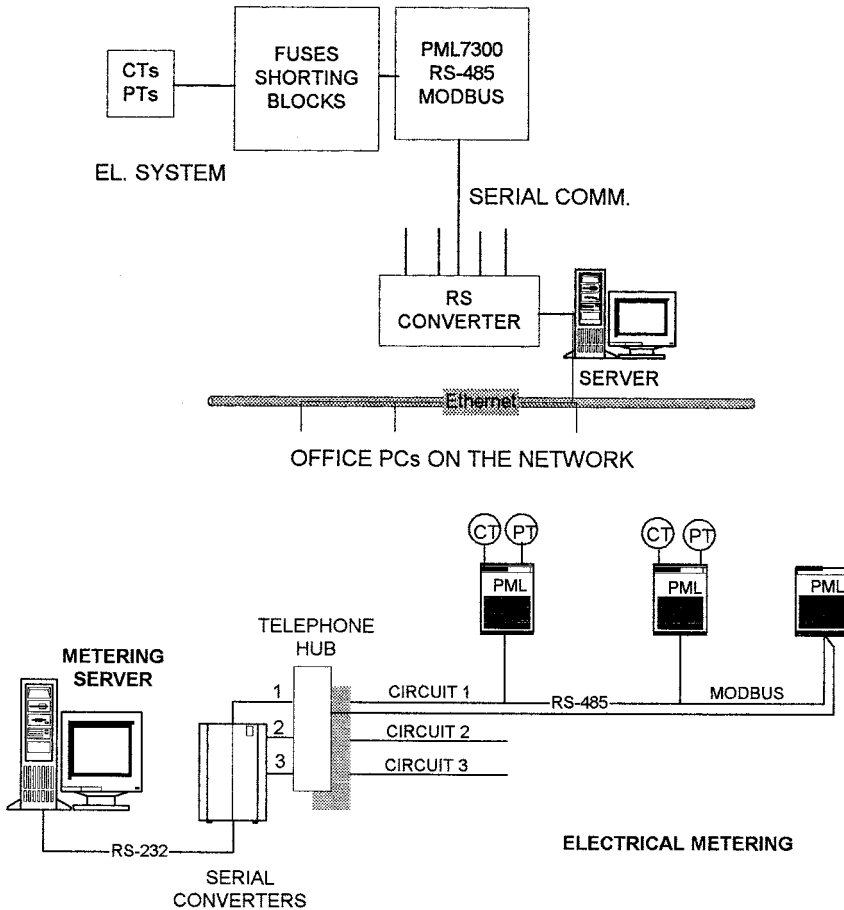 CTs
PTs
FUSES
SHORTING
BLOCKS
PML7300
RS-485
MODBUS
EL. SYSTEM
SERIAL COMM.
RS
CONVERTER
SERVER
Ethernet
OFFICE PCs ON THE NETWORK
CT PT
CT PT
PML
PML
PML
TELEPHONE
HUB
METERING
SERVER
1
CIRCUIT 1
RS-485
MODBUS
2
CIRCUIT 2
3
CIRCUIT 3
RS-232
ELECTRICAL METERING
SERIAL
CONVERTERS